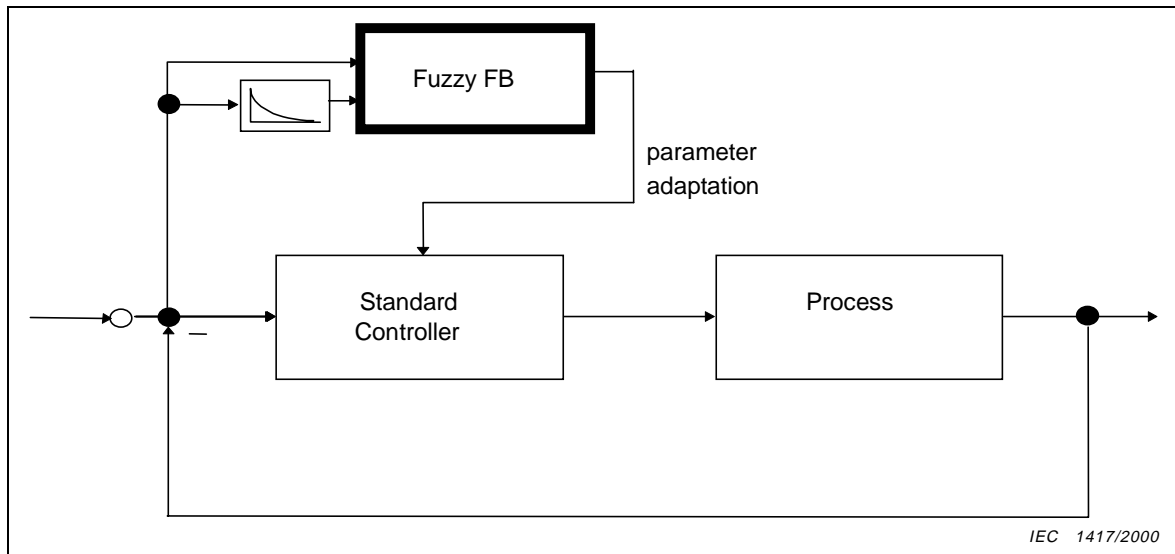 Fuzzy FB
parameter
adaptation
Standard
Controller
Process
—
IEC 1417/2000